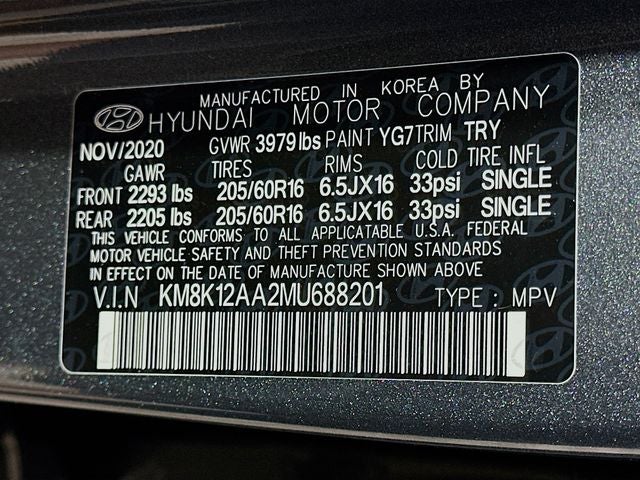 MANUFACTURED IN KOREA BY
HYUNDAI MOTOR COMPANY
NOV/2020 GVWR 3979lbs PAINT YG7 TRIM TRY
GAWR TIRES RIMS COLD TIRE INFL
FRONT 2293 lbs 205/60R16 6.5JX16 33psi SINGLE
REAR 2205 lbs 205/60R16 6.5JX16 33psi SINGLE
THIS VEHICLE CONFORMS TO ALL APPLICATABLE U.S.A. FEDERAL
MOTOR VEHICLE SAFETY AND THEFT PREVENTION STANDARDS
IN EFFECT ON THE DATE OF MANUFACTURE SHOWN ABOVE
V.I.N KM8K12AA2MU688201 TYPE : MPV